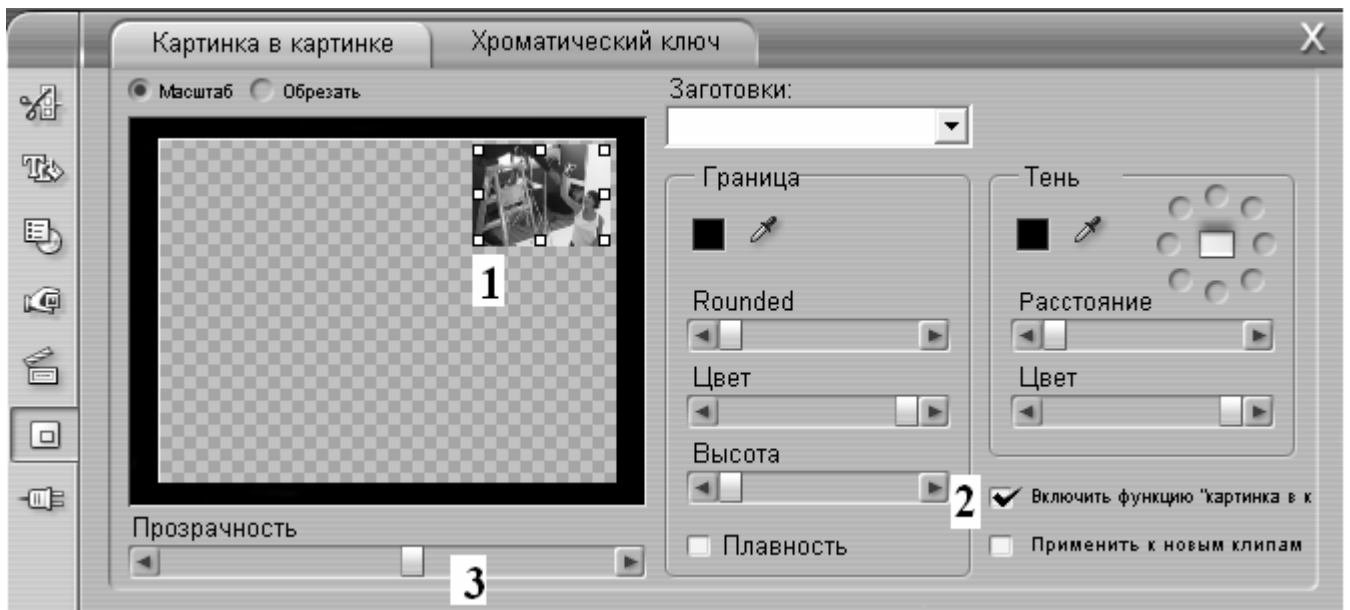 Картинка в картинке
Хроматический ключ
X
Масштаб
Обрезать
Заготовки:
1
Прозрачность
3
Граница
Rounded
Цвет
Высота
Плавность
Тень
Расстояние
Цвет
2
Включить функцию "картинка в к
Применить к новым клипам